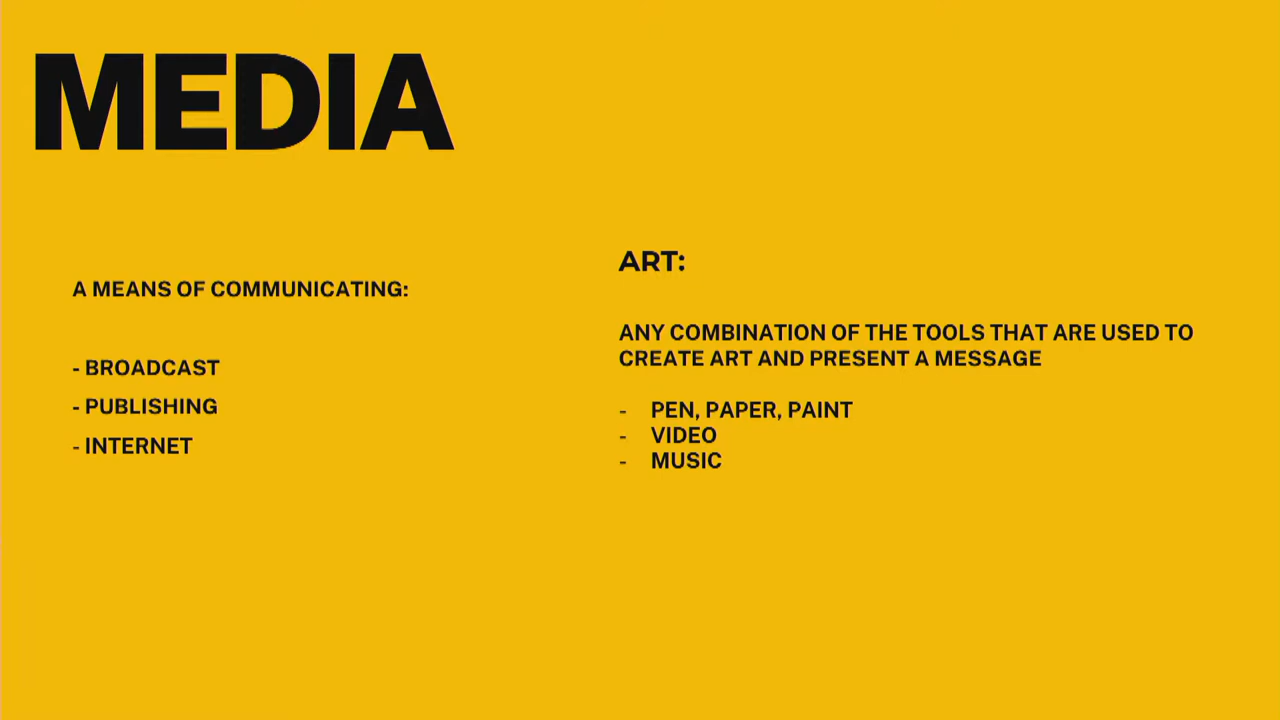 MEDIA
A MEANS OF COMMUNICATING:
- BROADCAST
- PUBLISHING
- INTERNET
ART:
ANY COMBINATION OF THE TOOLS THAT ARE USED TO
CREATE ART AND PRESENT A MESSAGE
- PEN, PAPER, PAINT
- VIDEO
- MUSIC